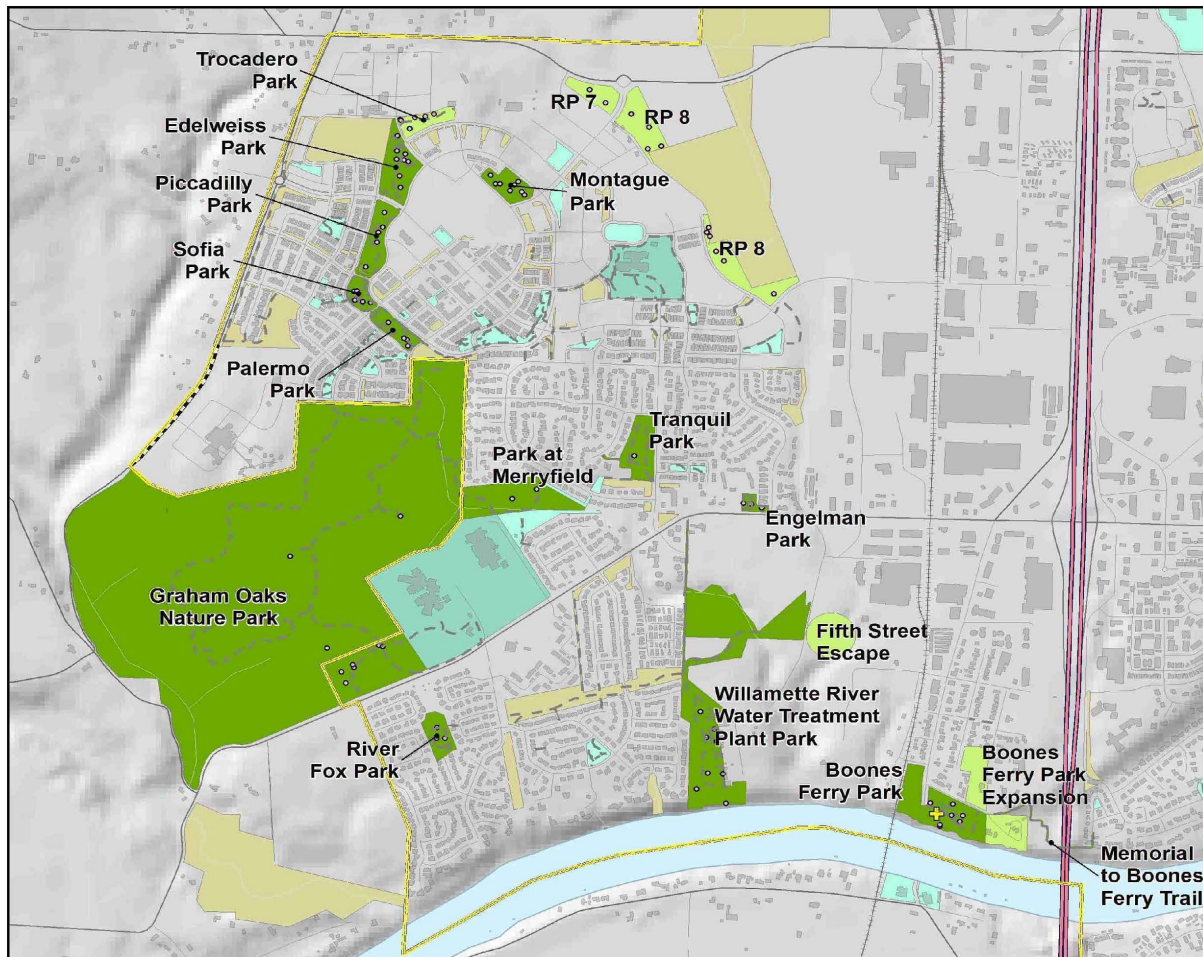 Trocadero
Park
RP 7
RP 8
Edelweiss
Park
Piccadilly
Park
Montague
Park
Sofia
Park
RP 8
Palermo
Park
Tranquil
Park
Park at
Merryfield
Engelman
Park
Graham Oaks
Nature Park
Fifth Street
Escape
Willamette River
Water Treatment
Plant Park
River
Fox Park
Boones
Ferry Park
Boones
Ferry Park
Expansion
Memorial
to Boones
Ferry Trail